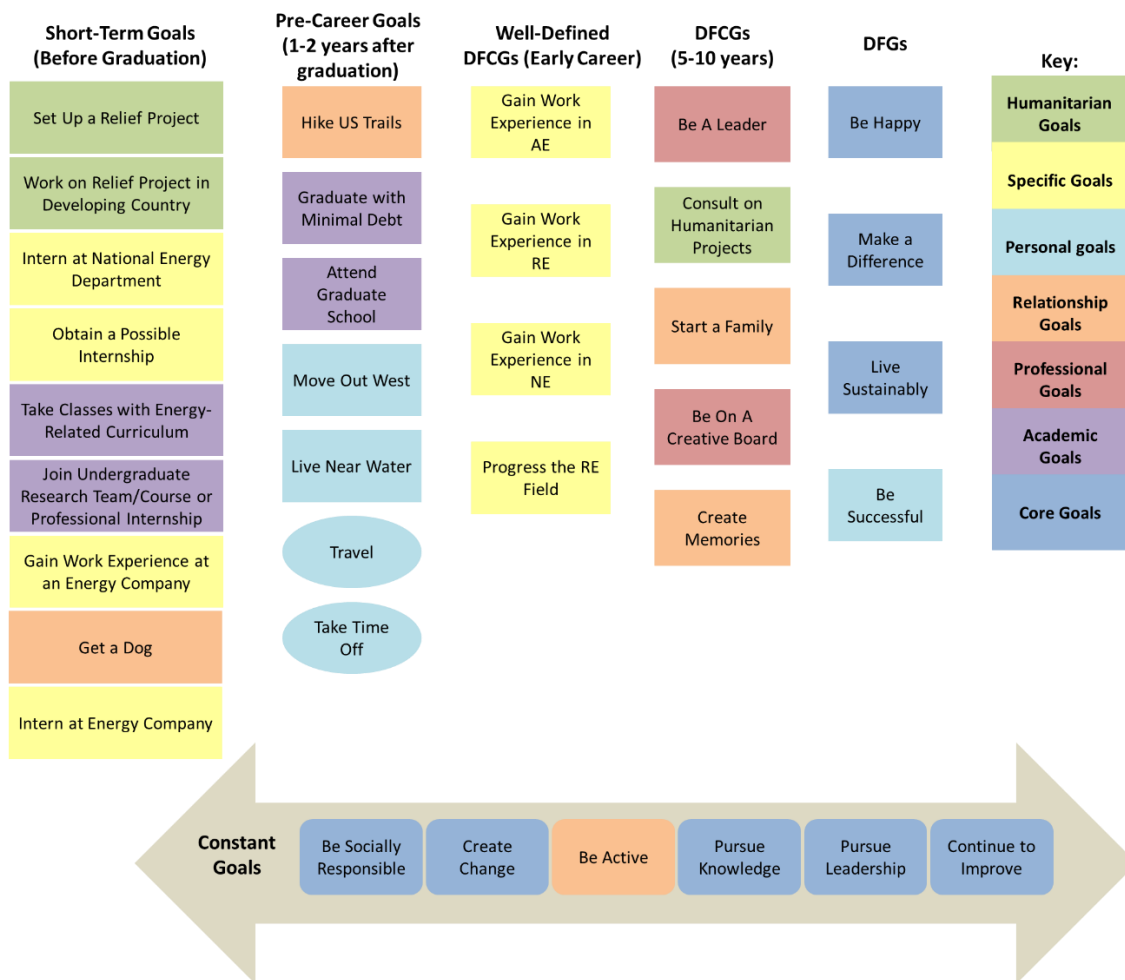 Short-Term Goals
(Before Graduation)
Set Up a Relief Project
Work on Relief Project in
Developing Country
Intern at National Energy
Department
Obtain a Possible
Internship
Take Classes with Energy-
Related Curriculum
Join Undergraduate
Research Team/Course or
Professional Internship
Gain Work Experience at
an Energy Company
Get a Dog
Intern at Energy Company
Pre-Career Goals
(1-2 years after
graduation)
Hike US Trails
Graduate with
Minimal Debt
Attend
Graduate
School
Move Out West
Live Near Water
Travel
Take Time
Off
Well-Defined
DFCGs (Early Career)
Gain Work
Experience in
AE
Gain Work
Experience in
RE
Gain Work
Experience in
NE
Progress the RE
Field
DFCGs
(5-10 years)
Be A Leader
Consult on
Humanitarian
Projects
Start a Family
Be On A
Creative Board
Create
Memories
DFGs
Be Happy
Make a
Difference
Live
Sustainably
Be
Successful
Key:
Humanitarian
Goals
Specific Goals
Personal goals
Relationship
Goals
Professional
Goals
Academic
Goals
Core Goals
Constant
Goals
Be Socially
Responsible
Create
Change
Be Active
Pursue
Knowledge
Pursue
Leadership
Continue to
Improve